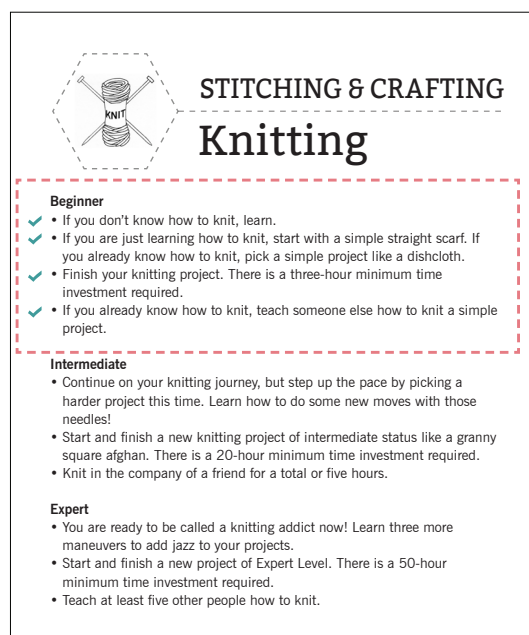 KNIT
STITCHING & CRAFTING
Knitting
Beginner
• If you don’t know how to knit, learn.
• If you are just learning how to knit, start with a simple straight scarf. If
you already know how to knit, pick a simple project like a dishcloth.
• Finish your knitting project. There is a three-hour minimum time
investment required.
• If you already know how to knit, teach someone else how to knit a simple
project.
Intermediate
• Continue on your knitting journey, but step up the pace by picking a
harder project this time. Learn how to do some new moves with those
needles!
• Start and finish a new knitting project of intermediate status like a granny
square afghan. There is a 20-hour minimum time investment required.
• Knit in the company of a friend for a total or five hours.
Expert
• You are ready to be called a knitting addict now! Learn three more
maneuvers to add jazz to your projects.
• Start and finish a new project of Expert Level. There is a 50-hour
minimum time investment required.
• Teach at least five other people how to knit.